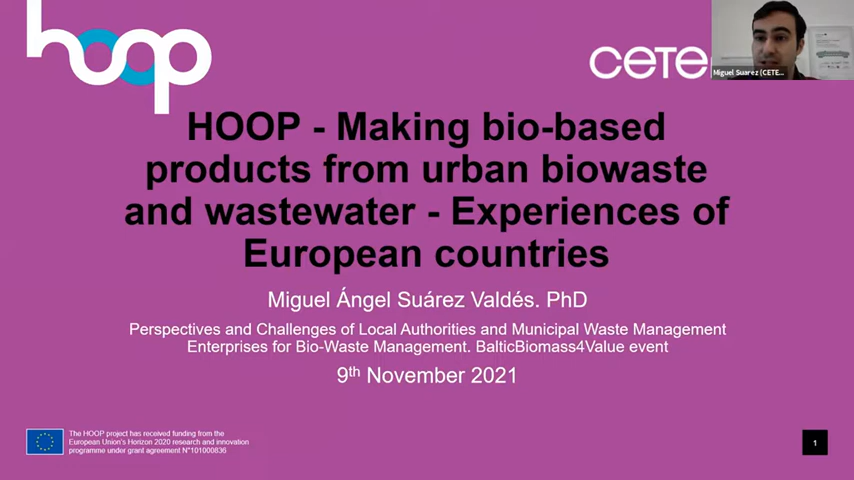 hoop
CETE
Miguel Suarez (CETE...
HOOP - Making bio-based
products from urban biowaste
and wastewater - Experiences of
European countries
Miguel Ángel Suárez Valdés. PhD
Perspectives and Challenges of Local Authorities and Municipal Waste Management
Enterprises for Bio-Waste Management. BalticBiomass4Value event
9th November 2021
The HOOP project has received funding from the
European Union's Horizon 2020 research and innovation
programme under grant agreement N°101000836
1